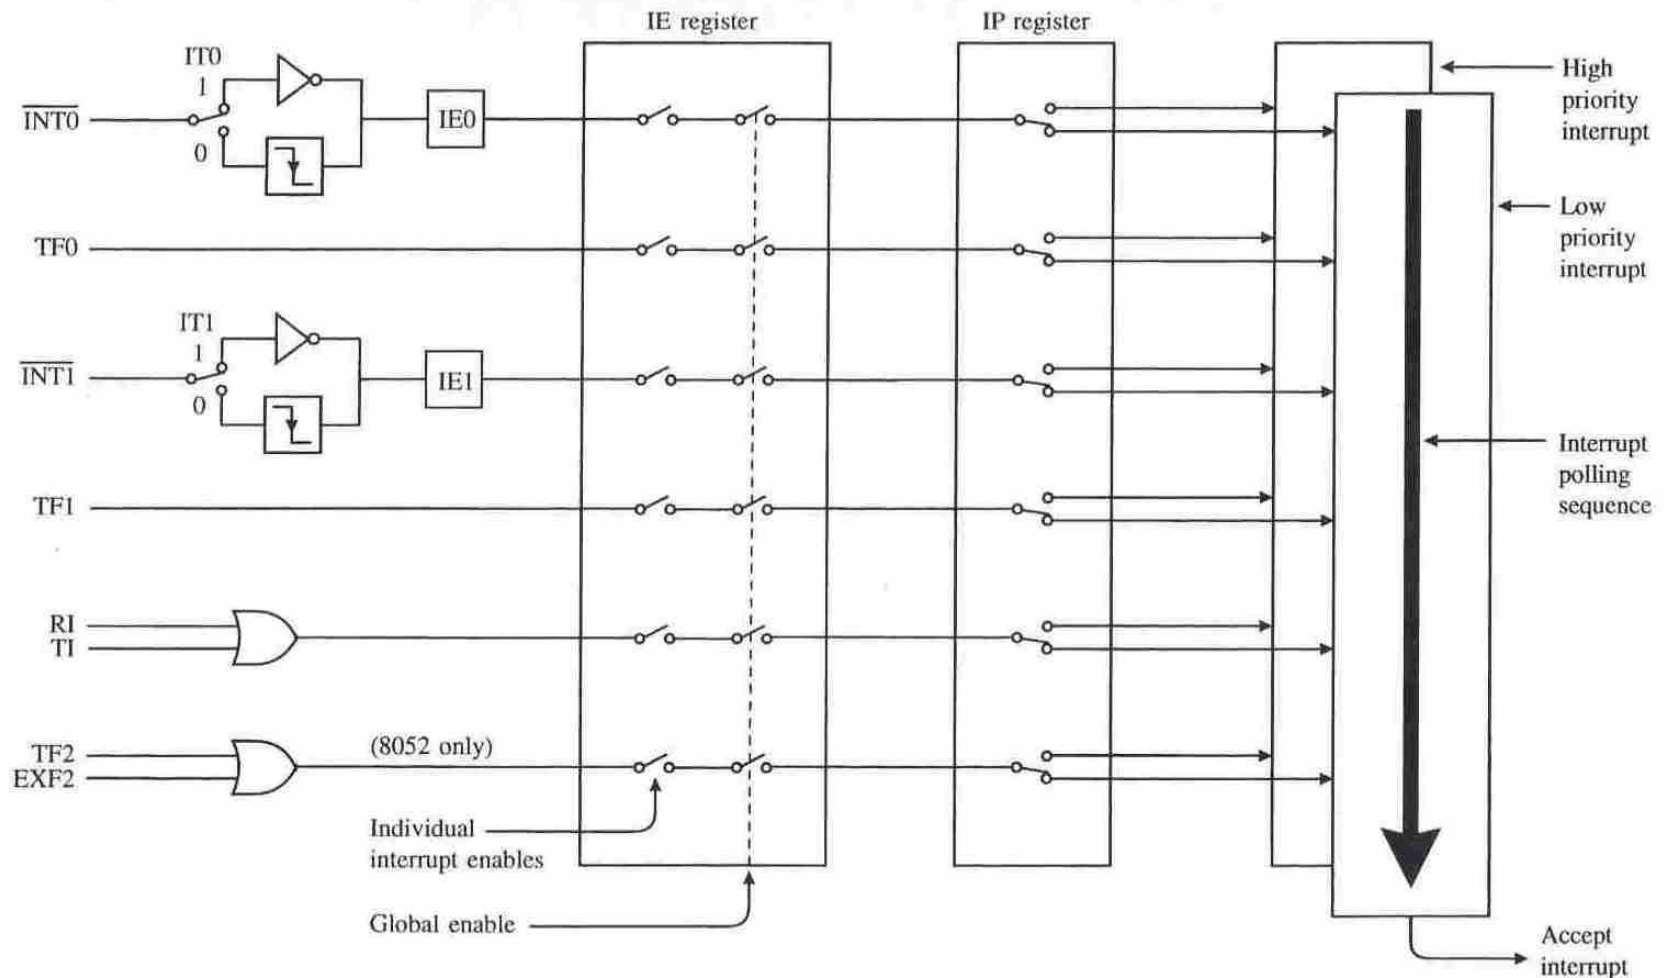 IE register
IP register
IT0
1
INT0
0
IE0
High
priority
interrupt
Low
priority
interrupt
TF0
IT1
1
INT1
0
IE1
Interrupt
polling
sequence
TF1
RI
TI
TF2
EXF2
(8052 only)
Individual
interrupt enables
Global enable
Accept
interrupt